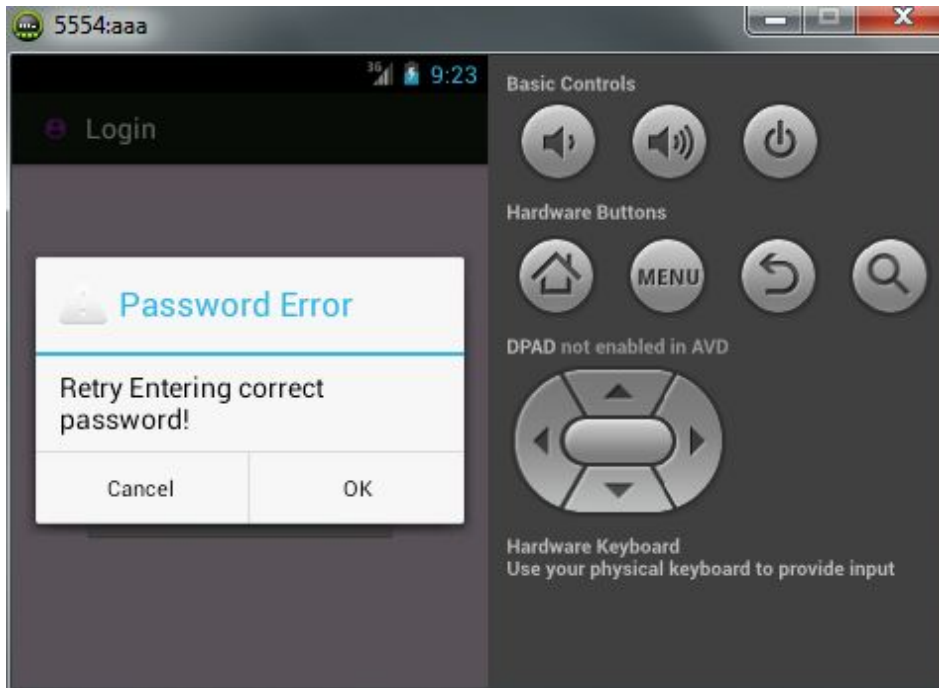 5554:aaa
3G
9:23
Login
Password Error
Retry Entering correct
password!
Cancel
OK
Basic Controls
Hardware Buttons
MENU
DPAD not enabled in AVD
Hardware Keyboard
Use your physical keyboard to provide input